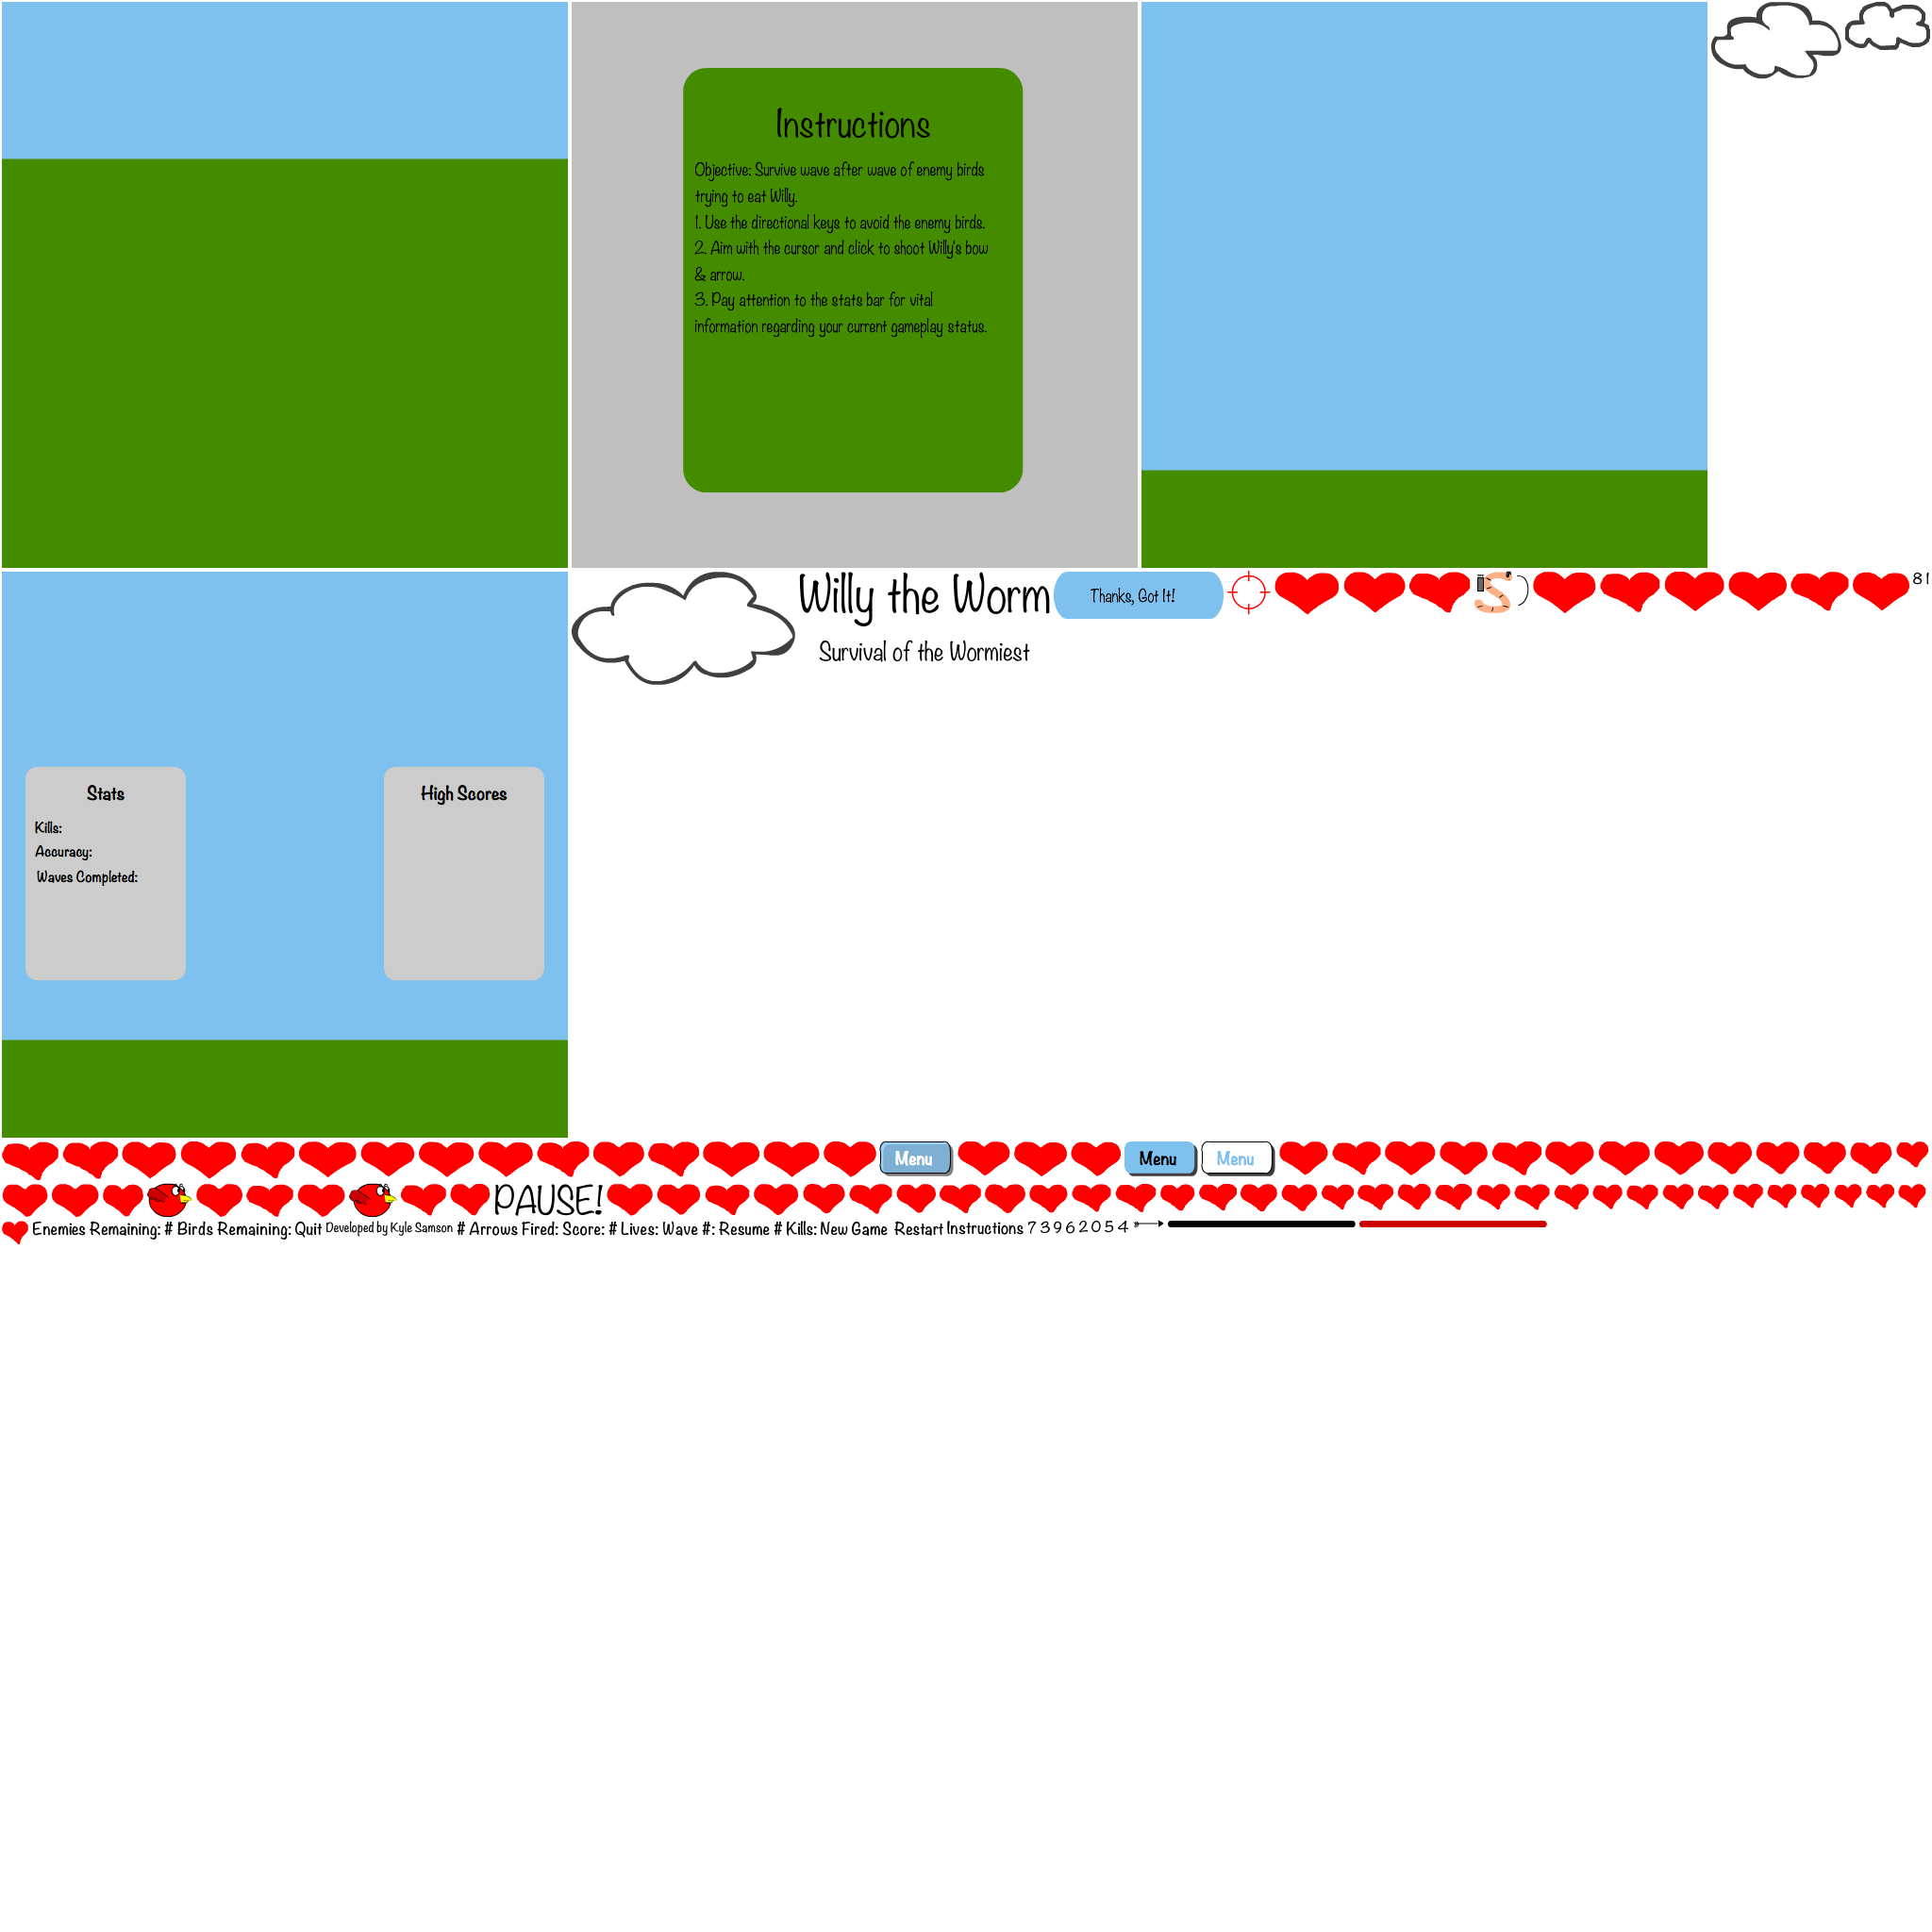 Instructions
Objective: Survive wave after wave of enemy birds
trying to eat Willy.
1. Use the directional keys to avoid the enemy birds.
2. Aim with the cursor and click to shoot Willy's bow
& arrow.
3. Pay attention to the stats bar for vital
information regarding your current gameplay status.
Willy the Worm
Survival of the Wormiest
Thanks, Got It!
8 1
Stats
Kills:
Accuracy:
Waves Completed:
High Scores
Menu
Menu
Menu
PAUSE!
Enemies Remaining: # Birds Remaining: Quit Developed by Kyle Samson # Arrows Fired: Score: # Lives: Wave #: Resume # Kills: New Game Restart Instructions 7 3 9 6 2 0 5 4